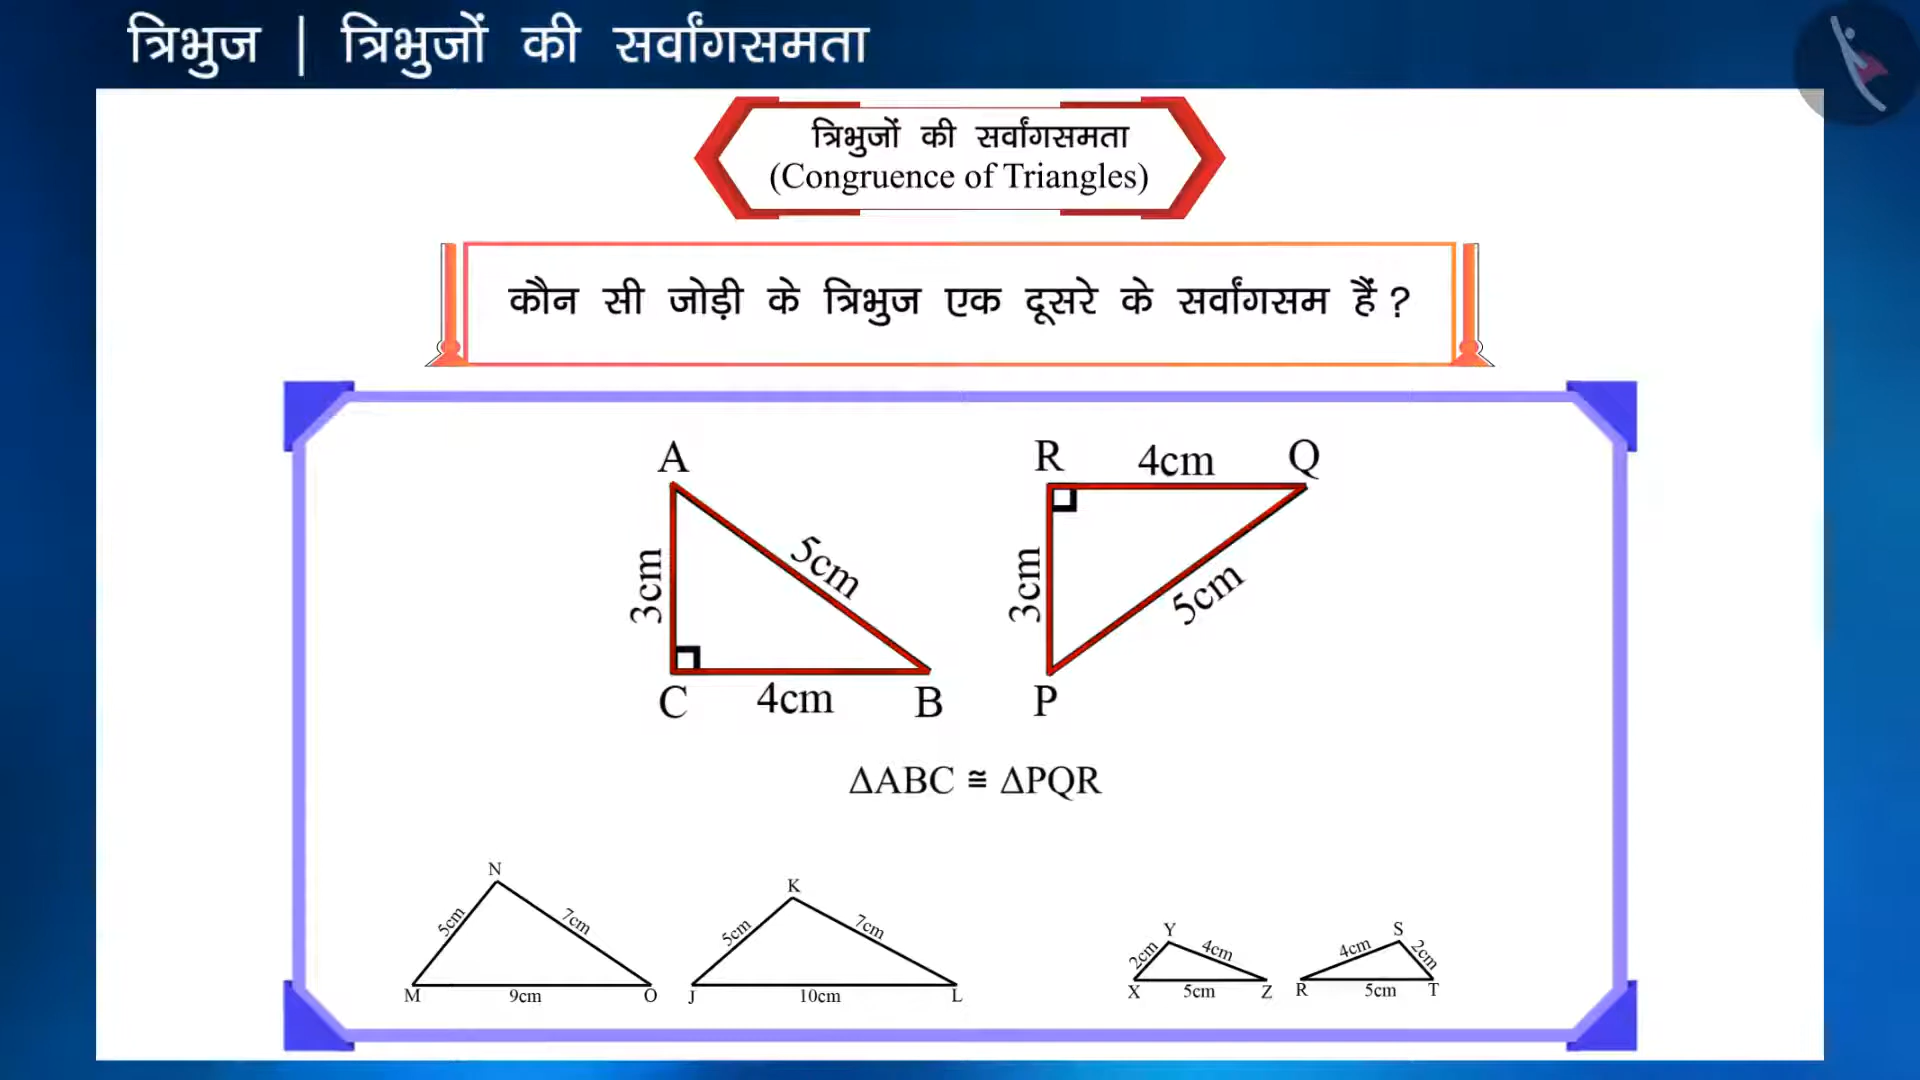 त्रिभुज | त्रिभुजों की सर्वांगसमता
त्रिभुजों की सर्वांगसमता
(Congruence of Triangles)
कौन सी जोड़ी के त्रिभुज एक दूसरे के सर्वांगसम हैं ?
A
3cm
5cm
C
4cm
B
R
4cm
Q
3cm
5cm
P
ΔABC ≅ ΔPQR
N
5cm
7cm
M
9cm
O
K
5cm
7cm
J
10cm
L
Y
2cm
4cm
X
5cm
Z
S
4cm
2cm
R
5cm
T